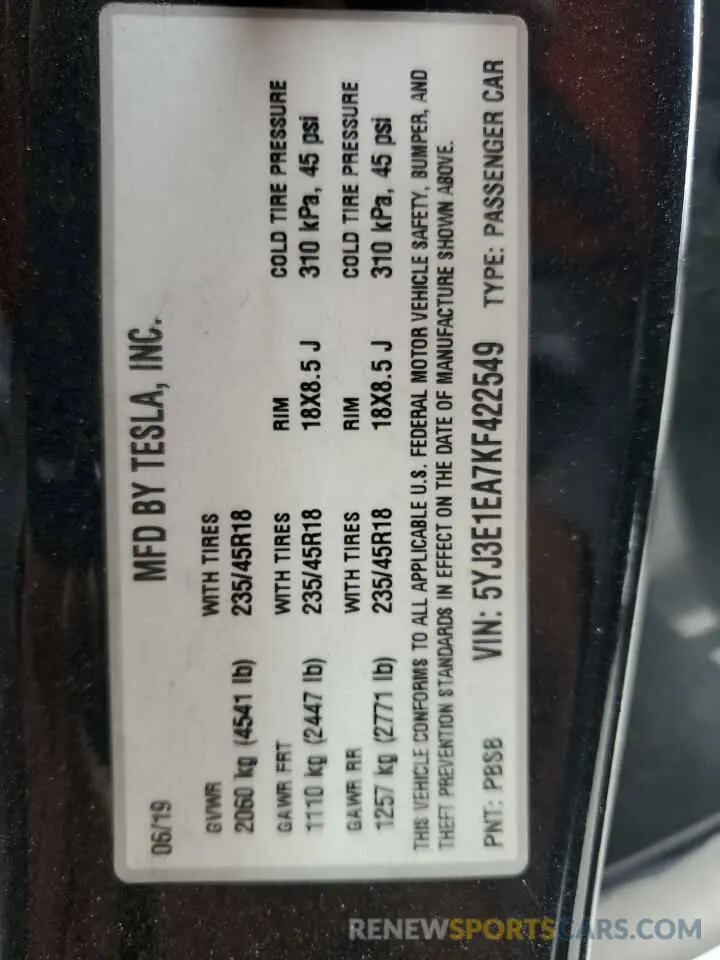 MFD BY TESLA, INC.
06/19
GVWR WITH TIRES
2060 kg (4541 lb) 235/45R18
GAWR FRT WITH TIRES RIM COLD TIRE PRESSURE
1110 kg (2447 lb) 235/45R18 18X8.5 J 310 kPa, 45 psi
GAWR RR WITH TIRES RIM COLD TIRE PRESSURE
1257 kg (2771 lb) 235/45R18 18X8.5 J 310 kPa, 45 psi
THIS VEHICLE CONFORMS TO ALL APPLICABLE U.S. FEDERAL MOTOR VEHICLE SAFETY, BUMPER, AND
THEFT PREVENTION STANDARDS IN EFFECT ON THE DATE OF MANUFACTURE SHOWN ABOVE.
PNT: PBSB VIN: 5YJ3E1EA7KF422549 TYPE: PASSENGER CAR
RENEWSPORTSCARS.COM